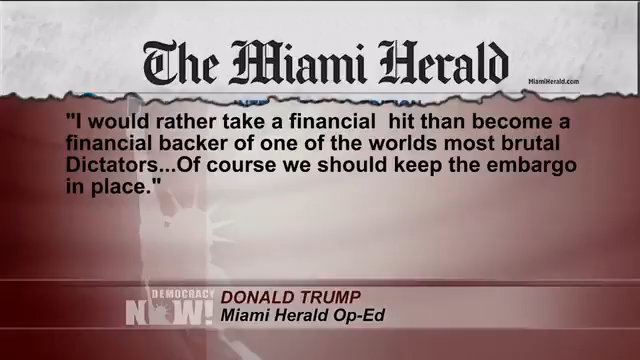 The Miami Herald
MiamiHerald.com
"I would rather take a financial hit than become a
financial backer of one of the worlds most brutal
Dictators...Of course we should keep the embargo
in place."
DEMOCRACY
NOW!
DONALD TRUMP
Miami Herald Op-Ed